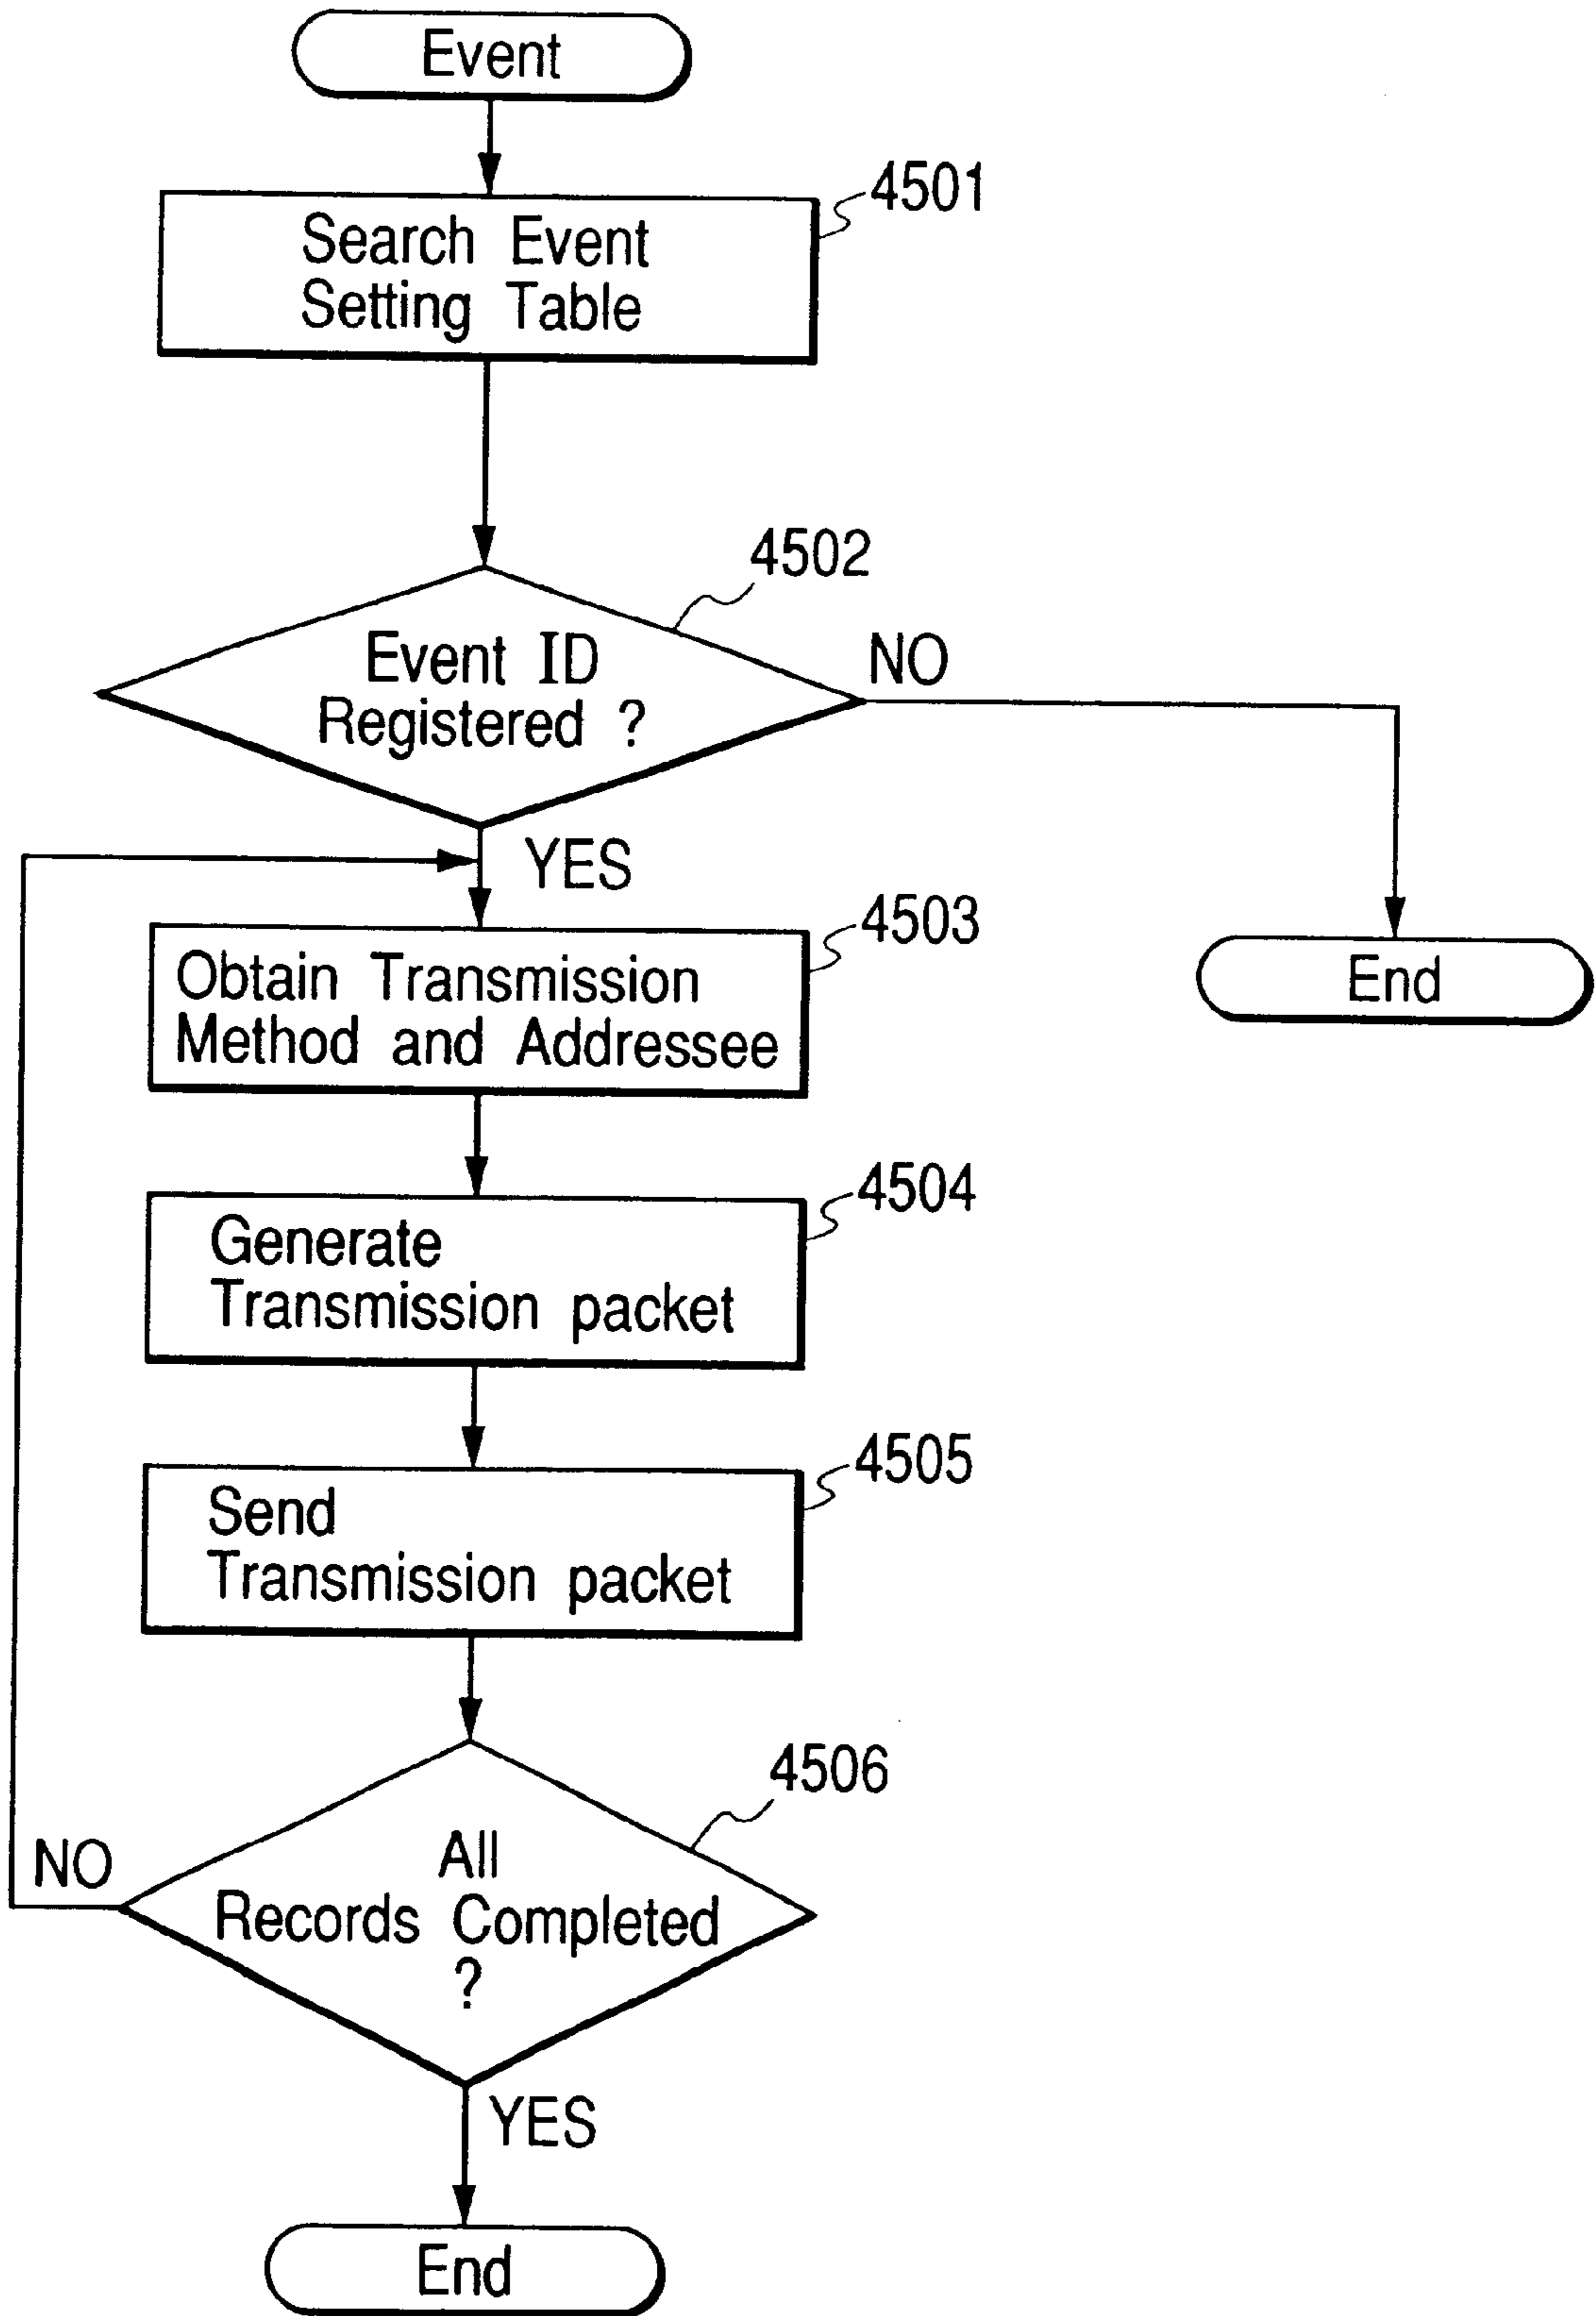 Event
4501
Search Event
Setting Table
4502
Event ID
Registered ?
NO
YES
4503
Obtain Transmission
Method and Addressee
End
4504
Generate
Transmission packet
4505
Send
Transmission packet
4506
All
Records Completed
?
NO
YES
End